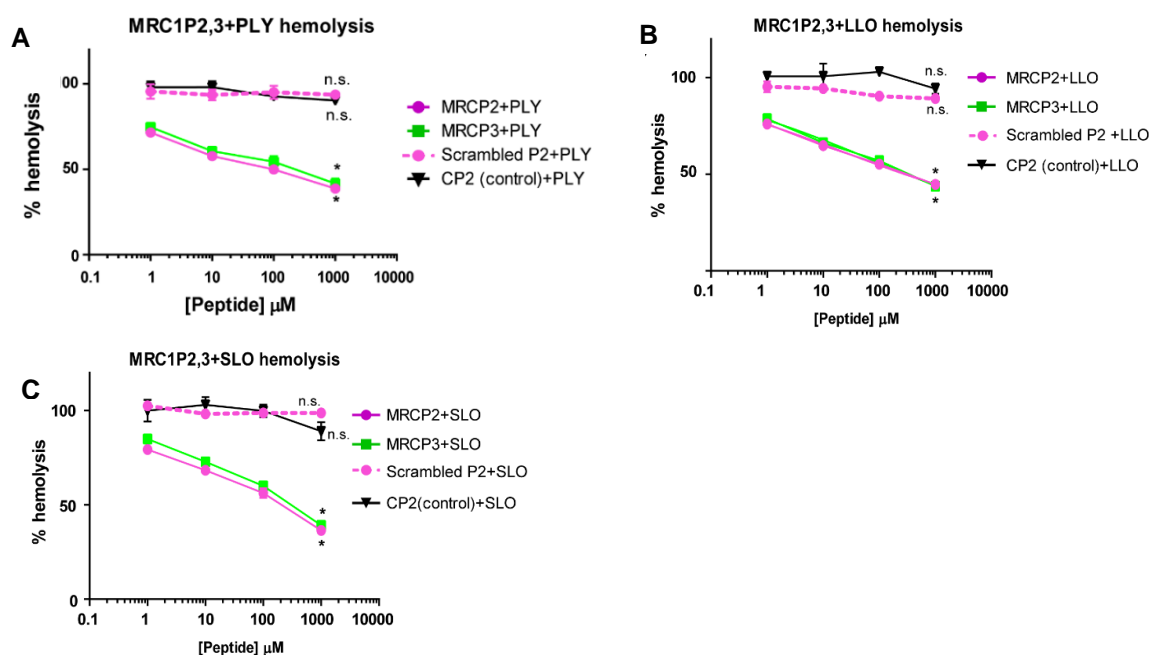 A
MRC1P2,3+PLY hemolysis
% hemolysis
00
50
0
n.s.
n.s.
*
*
0.1 1 10 100 1000 10000
[Peptide] µM
MRCP2+PLY
MRCP3+PLY
Scrambled P2+PLY
CP2 (control)+PLY
B
MRC1P2,3+LLO hemolysis
% hemolysis
100
50
n.s.
n.s.
*
*
0.1 1 10 100 1000 10000
[Peptide] µM
MRCP2+LLO
MRCP3+LLO
Scrambled P2 +LLO
CP2 (control)+LLO
C
MRC1P2,3+SLO hemolysis
% hemolysis
100
50
0
n.s.
n.s.
*
*
0.1 1 10 100 1000 10000
[Peptide] µM
MRCP2+SLO
MRCP3+SLO
Scrambled P2+SLO
CP2(control)+SLO